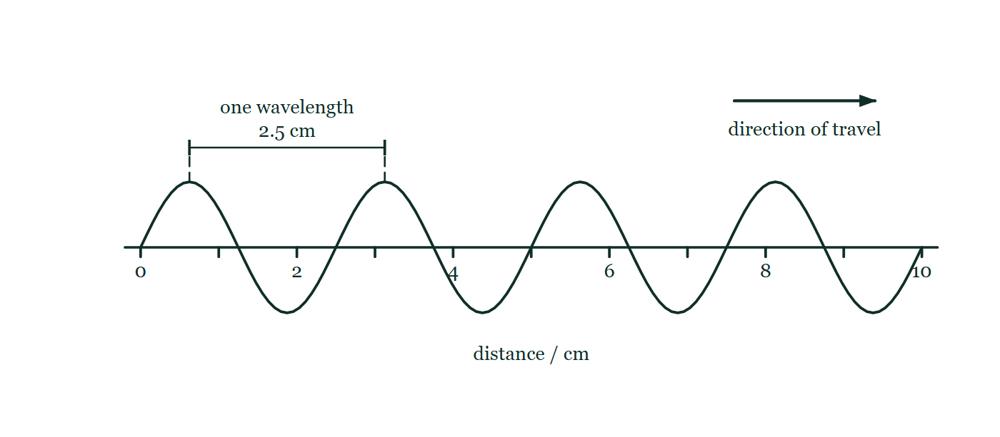 one wavelength
2.5 cm
direction of travel
0 2 4 6 8 10
distance / cm